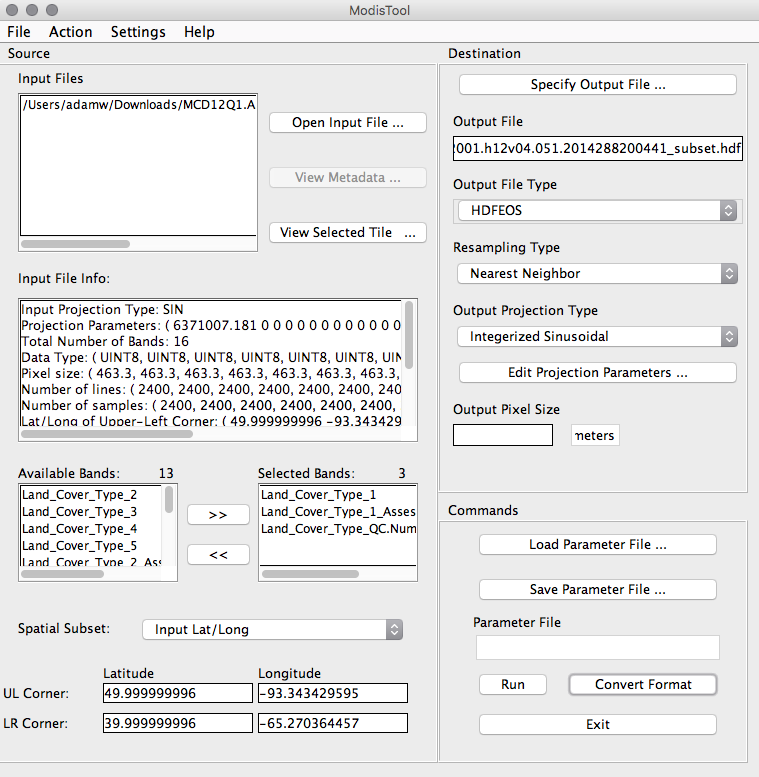 ModisTool
File Action Settings Help
Source
Input Files
/Users/adamw/Downloads/MCD12Q1.A
Open Input File ...
View Metadata ...
View Selected Tile ...
Input File Info:
Input Projection Type: SIN
Projection Parameters: ( 6371007.181 0 0 0 0 0 0 0 0 0 0 0 0
Total Number of Bands: 16
Data Type: ( UINT8, UINT8, UINT8, UINT8, UINT8, UINT8, UIN
Pixel size: ( 463.3, 463.3, 463.3, 463.3, 463.3, 463.3, 463.3,
Number of lines: ( 2400, 2400, 2400, 2400, 2400, 2400, 240
Number of samples: ( 2400, 2400, 2400, 2400, 2400, 2400,
Lat/Long of Upper-Left Corner: ( 49.999999996 -93.343429
Available Bands: 13
Land_Cover_Type_2
Land_Cover_Type_3
Land_Cover_Type_4
Land_Cover_Type_5
Land_Cover_Type_2_Ass
>>
<<
Selected Bands: 3
Land_Cover_Type_1
Land_Cover_Type_1_Asses
Land_Cover_Type_QC.Num
Spatial Subset: Input Lat/Long
Latitude Longitude
UL Corner: 49.999999996 -93.343429595
LR Corner: 39.999999996 -65.270364457
Destination
Specify Output File ...
Output File
2001.h12v04.051.2014288200441_subset.hdf
Output File Type
HDFEOS
Resampling Type
Nearest Neighbor
Output Projection Type
Integerized Sinusoidal
Edit Projection Parameters ...
Output Pixel Size
meters
Commands
Load Parameter File ...
Save Parameter File ...
Parameter File
Run Convert Format
Exit